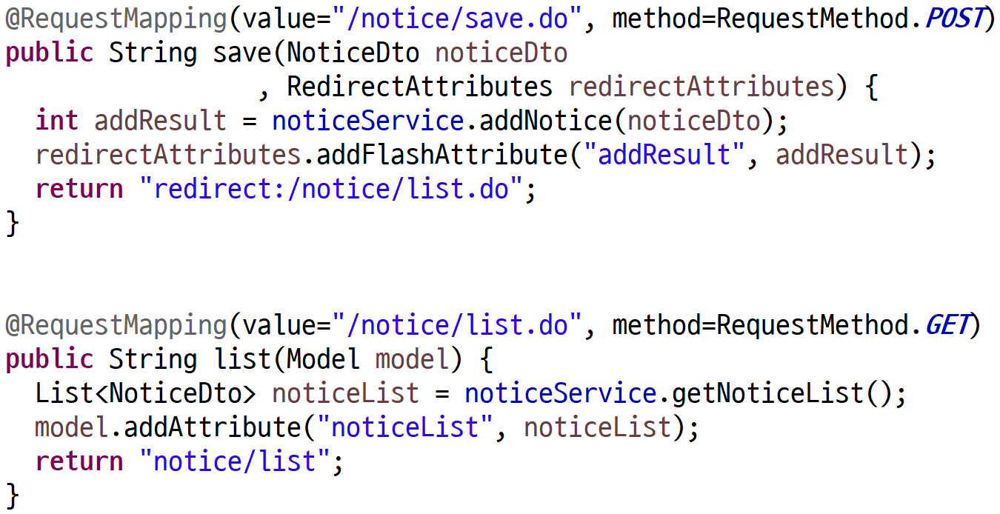 @RequestMapping(value="/notice/save.do", method=RequestMethod.POST)
public String save(NoticeDto noticeDto
                 , RedirectAttributes redirectAttributes) {
  int addResult = noticeService.addNotice(noticeDto);
  redirectAttributes.addFlashAttribute("addResult", addResult);
  return "redirect:/notice/list.do";
}

@RequestMapping(value="/notice/list.do", method=RequestMethod.GET)
public String list(Model model) {
  List<NoticeDto> noticeList = noticeService.getNoticeList();
  model.addAttribute("noticeList", noticeList);
  return "notice/list";
}